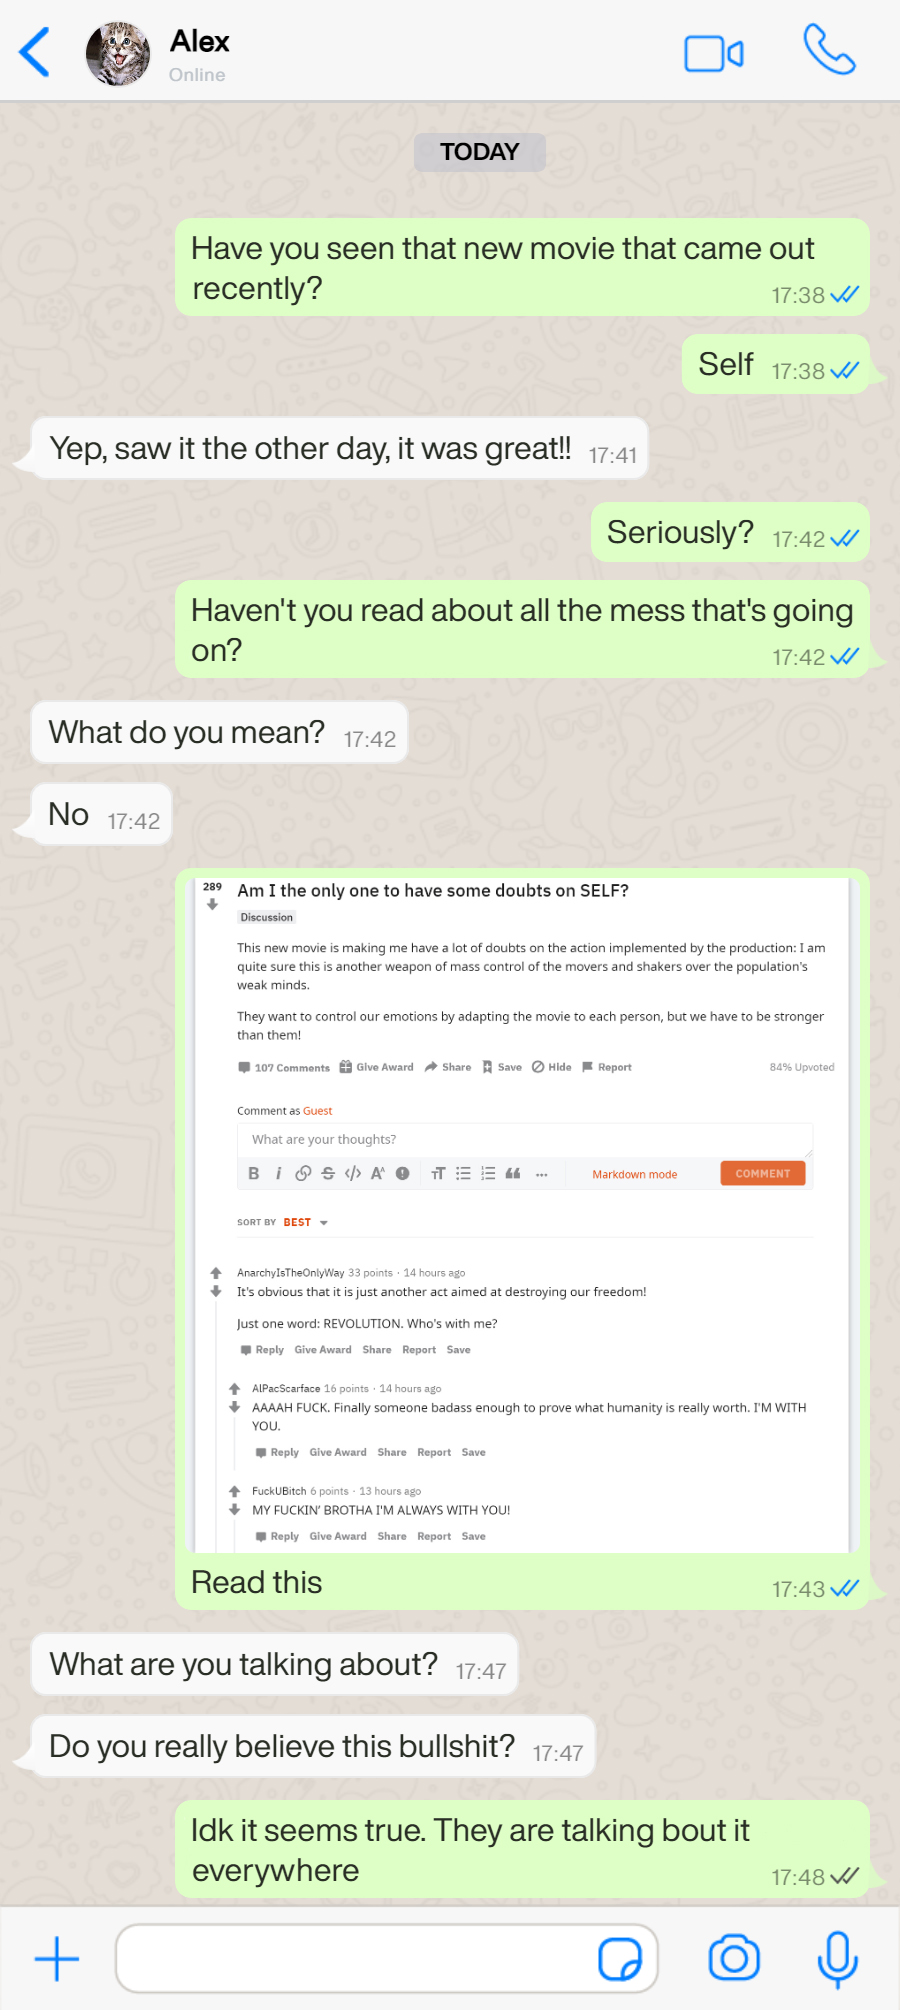 Alex
Online
TODAY
Have you seen that new movie that came out
recently?
17:38
Self
17:38
Yep, saw it the other day, it was great!!
17:41
Seriously?
17:42
Haven't you read about all the mess that's going
on?
17:42
What do you mean?
17:42
No
17:42
289
Am I the only one to have some doubts on SELF?
Discussion
This new movie is making me have a lot of doubts on the action implemented by the production: I am
quite sure this is another weapon of mass control of the movers and shakers over the population's
weak minds.
They want to control our emotions by adapting the movie to each person, but we have to be stronger
than them!
107 Comments Give Award Share Save Hide Report 84% Upvoted
Comment as Guest
What are your thoughts?
B i S </> A T ... Markdown mode COMMENT
SORT BY BEST
AnarchyIsTheOnlyWay 33 points · 14 hours ago
It's obvious that it is just another act aimed at destroying our freedom!
Just one word: REVOLUTION. Who's with me?
Reply Give Award Share Report Save
AlPacScarface 16 points · 14 hours ago
AAAAH FUCK. Finally someone badass enough to prove what humanity is really worth. I'M WITH
YOU.
Reply Give Award Share Report Save
FuckUBitch 6 points · 13 hours ago
MY FUCKIN' BROTHA I'M ALWAYS WITH YOU!
Reply Give Award Share Report Save
Read this
17:43
What are you talking about?
17:47
Do you really believe this bullshit?
17:47
Idk it seems true. They are talking bout it
everywhere
17:48